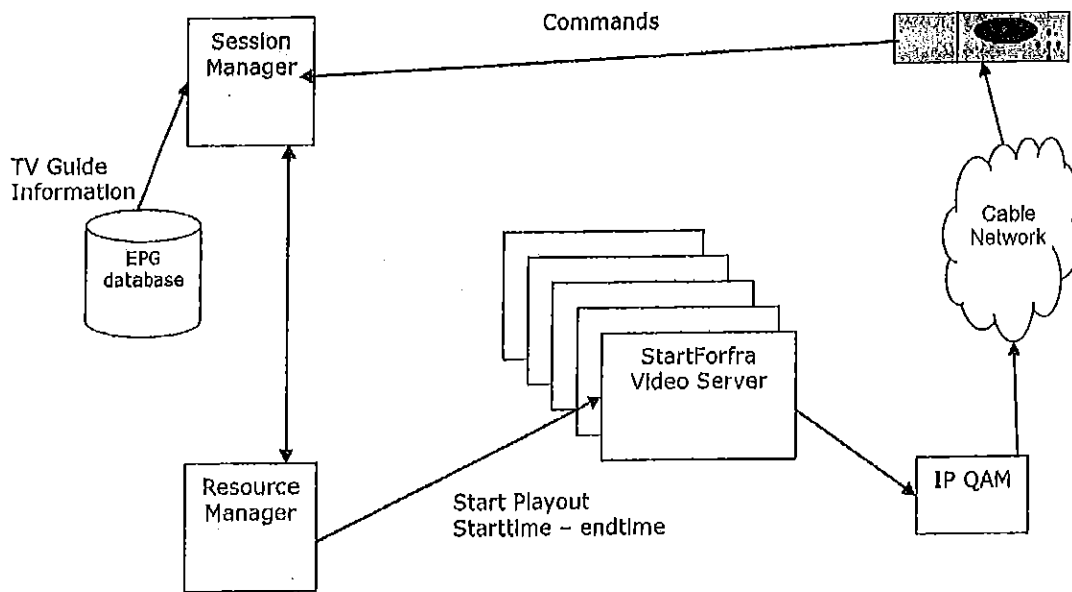 Commands
Session
Manager
TV Guide
Information
EPG
database
Cable
Network
StartForfra
Video Server
Resource
Manager
Start Playout
Starttime – endtime
IP QAM